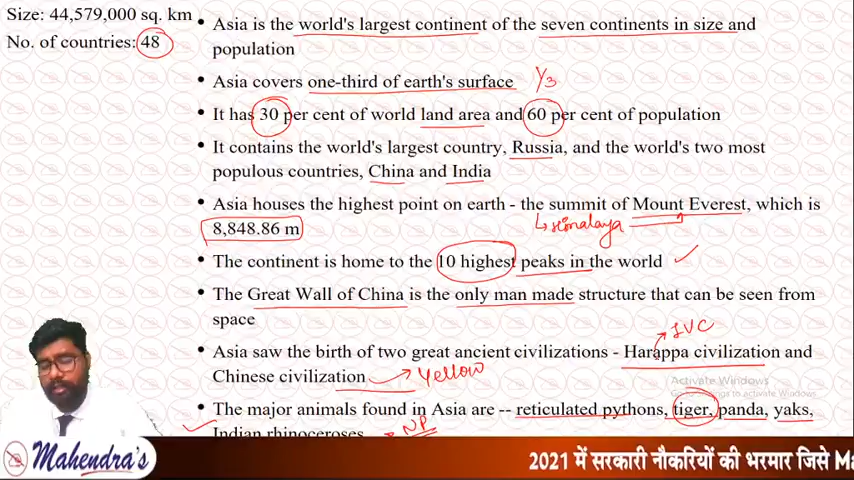 Size: 44,579,000 sq. km
No. of countries: 48
• Asia is the world's largest continent of the seven continents in size and
population
• Asia covers one-third of earth's surface 1/3
• It has 30 per cent of world land area and 60 per cent of population
• It contains the world's largest country, Russia, and the world's two most
populous countries, China and India
• Asia houses the highest point on earth - the summit of Mount Everest, which is
8,848.86 m
Himalaya
• The continent is home to the 10 highest peaks in the world
• The Great Wall of China is the only man made structure that can be seen from
space
IVC
• Asia saw the birth of two great ancient civilizations - Harappa civilization and
Chinese civilization Yellow
Activate Windows
• The major animals found in Asia are -- reticulated pythons, tiger, panda, yaks,
Indian rhinoceroses NP
Mahendra's
2021 में सरकारी नौकरियों की भरमार जिसे Ma